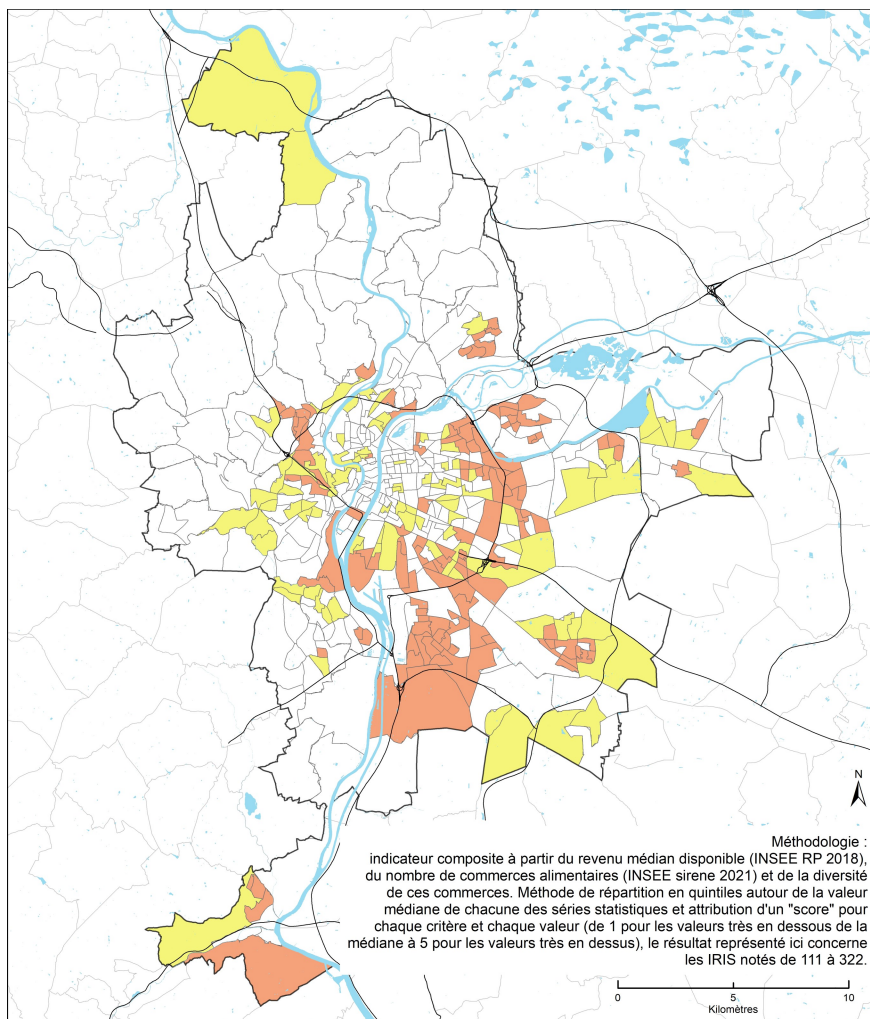 N
Méthodologie :
indicateur composite à partir du revenu médian disponible (INSEE RP 2018),
du nombre de commerces alimentaires (INSEE sirene 2021) et de la diversité
de ces commerces. Méthode de répartition en quintiles autour de la valeur
médiane de chacune des séries statistiques et attribution d'un "score" pour
chaque critère et chaque valeur (de 1 pour les valeurs très en dessous de la
médiane à 5 pour les valeurs très en dessus), le résultat représenté ici concerne
les IRIS notés de 111 à 322.
0 5 10
Kilomètres